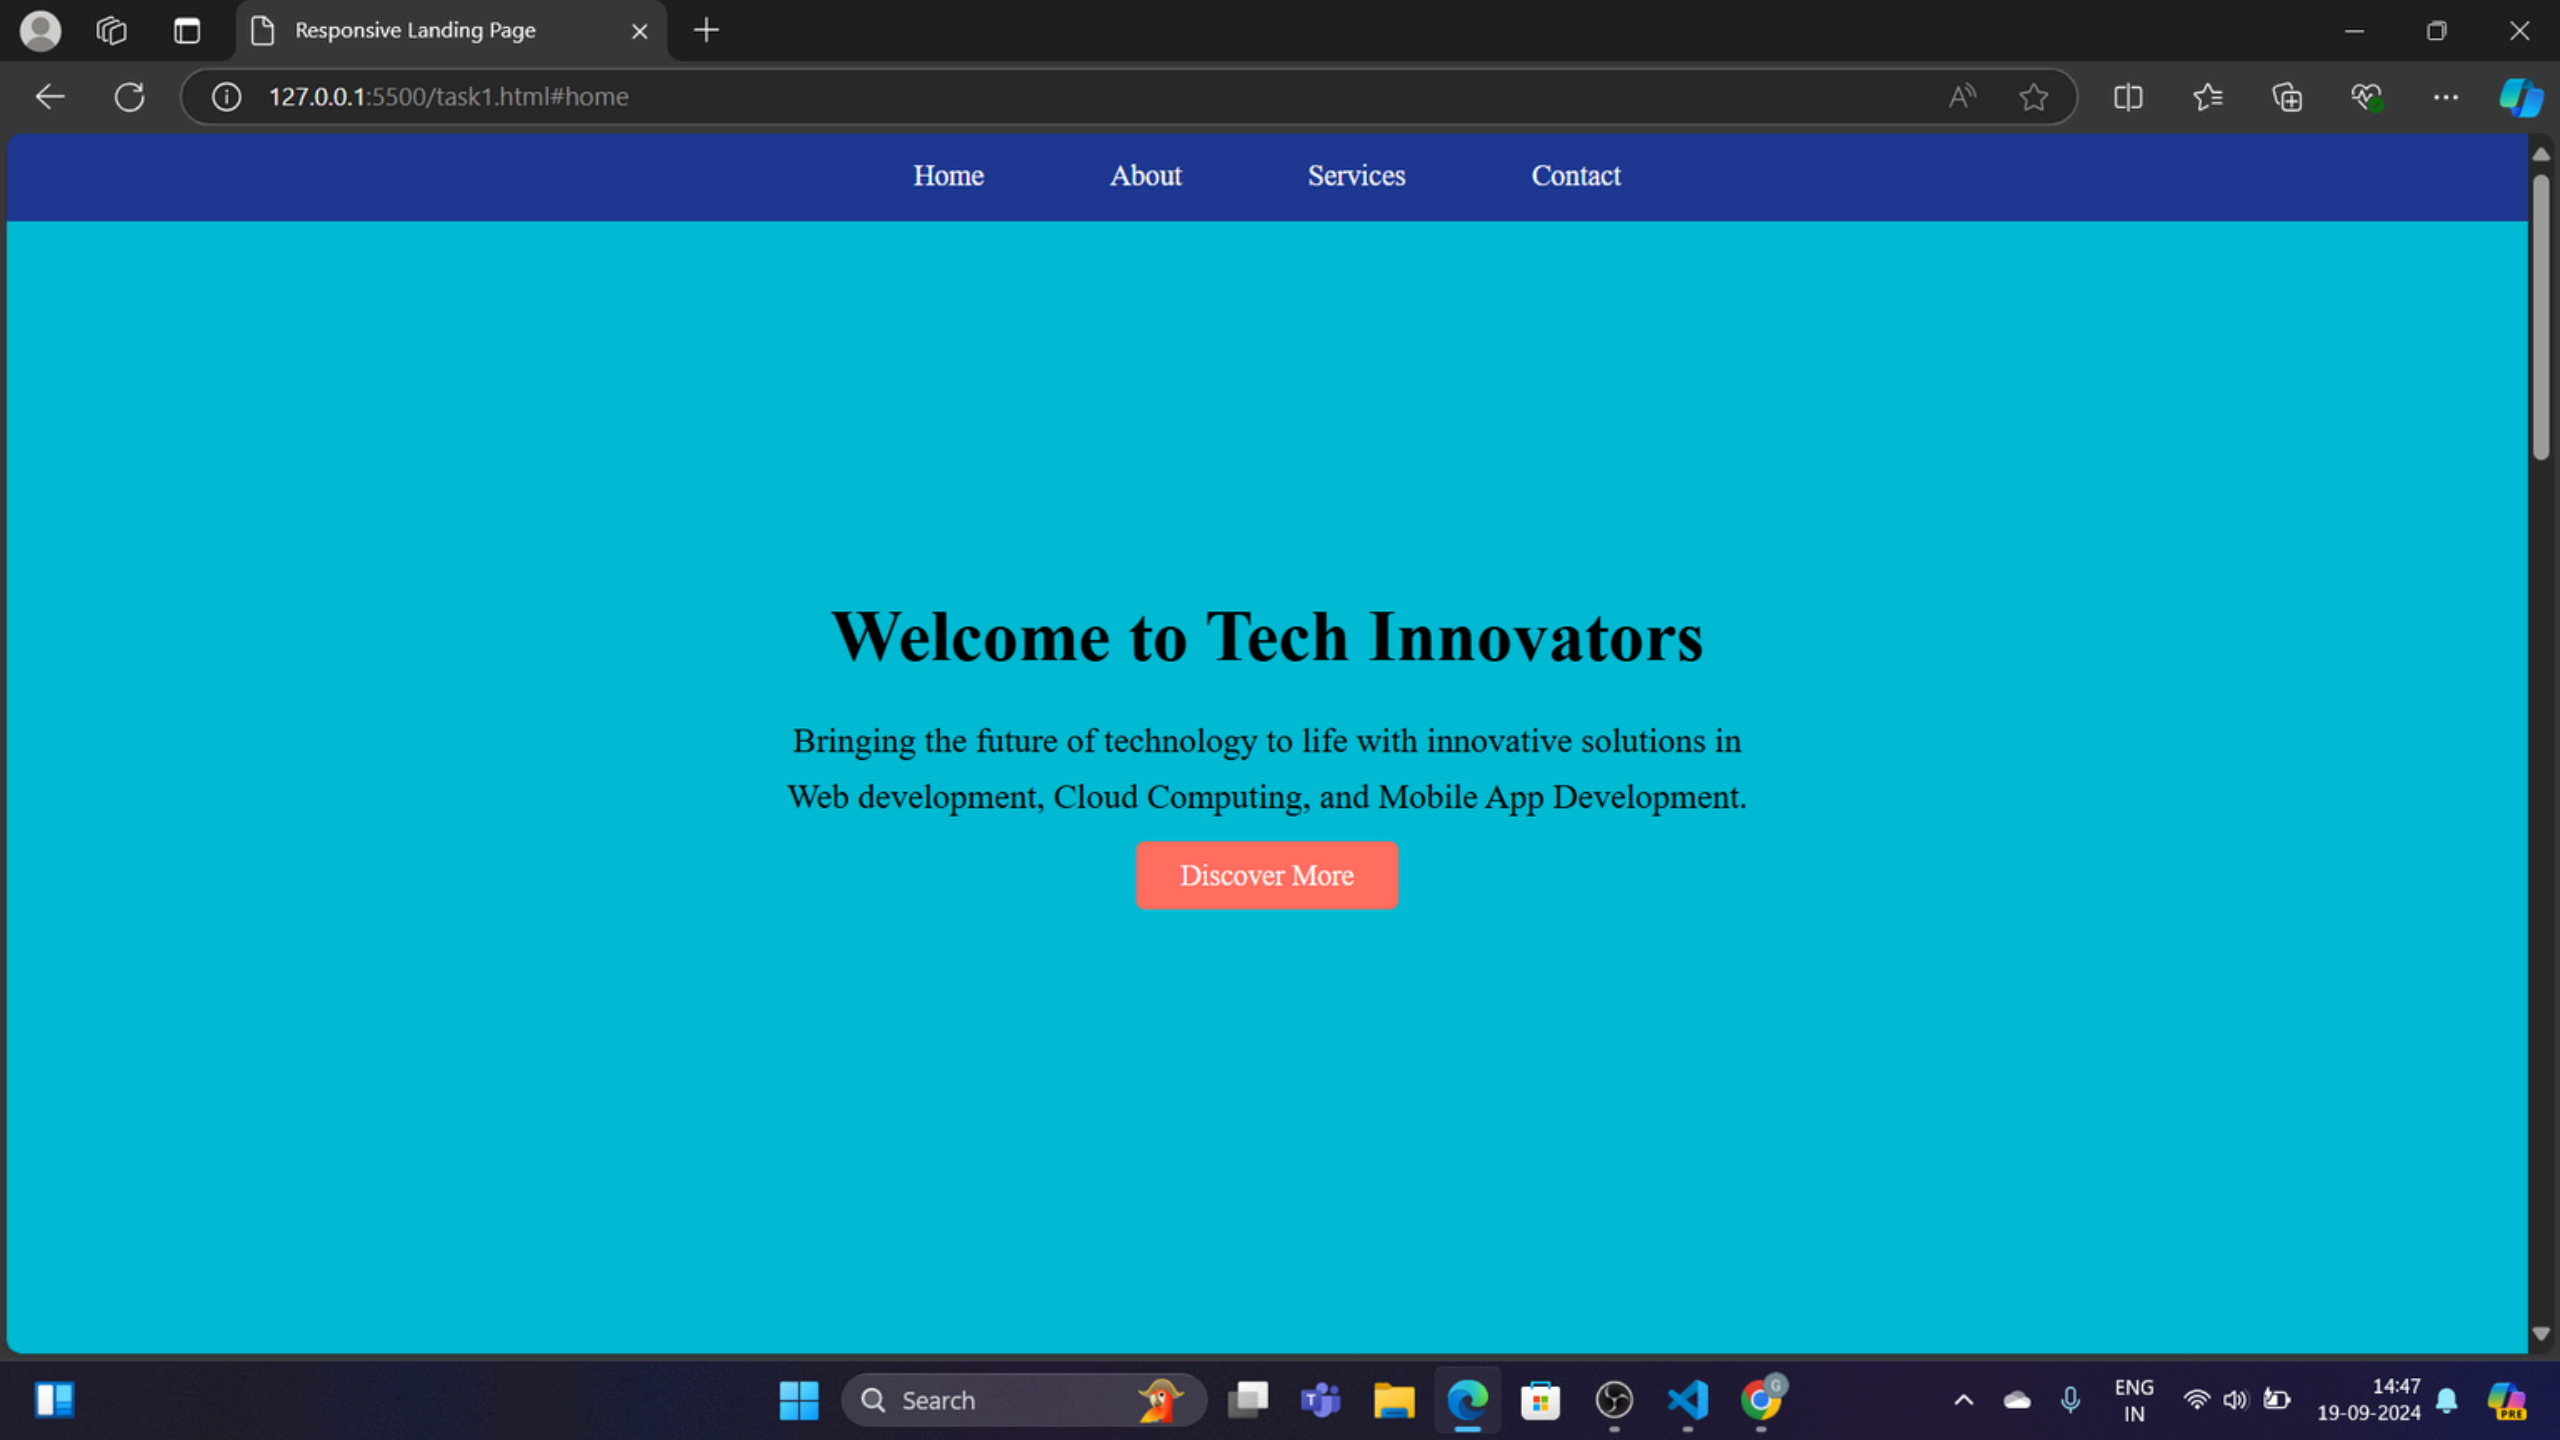 Responsive Landing Page
127.0.0.1:5500/task1.html#home
Home About Services Contact
Welcome to Tech Innovators
Bringing the future of technology to life with innovative solutions in
Web development, Cloud Computing, and Mobile App Development.
Discover More
Search
ENG
IN
14:47
19-09-2024
PRE
T
G